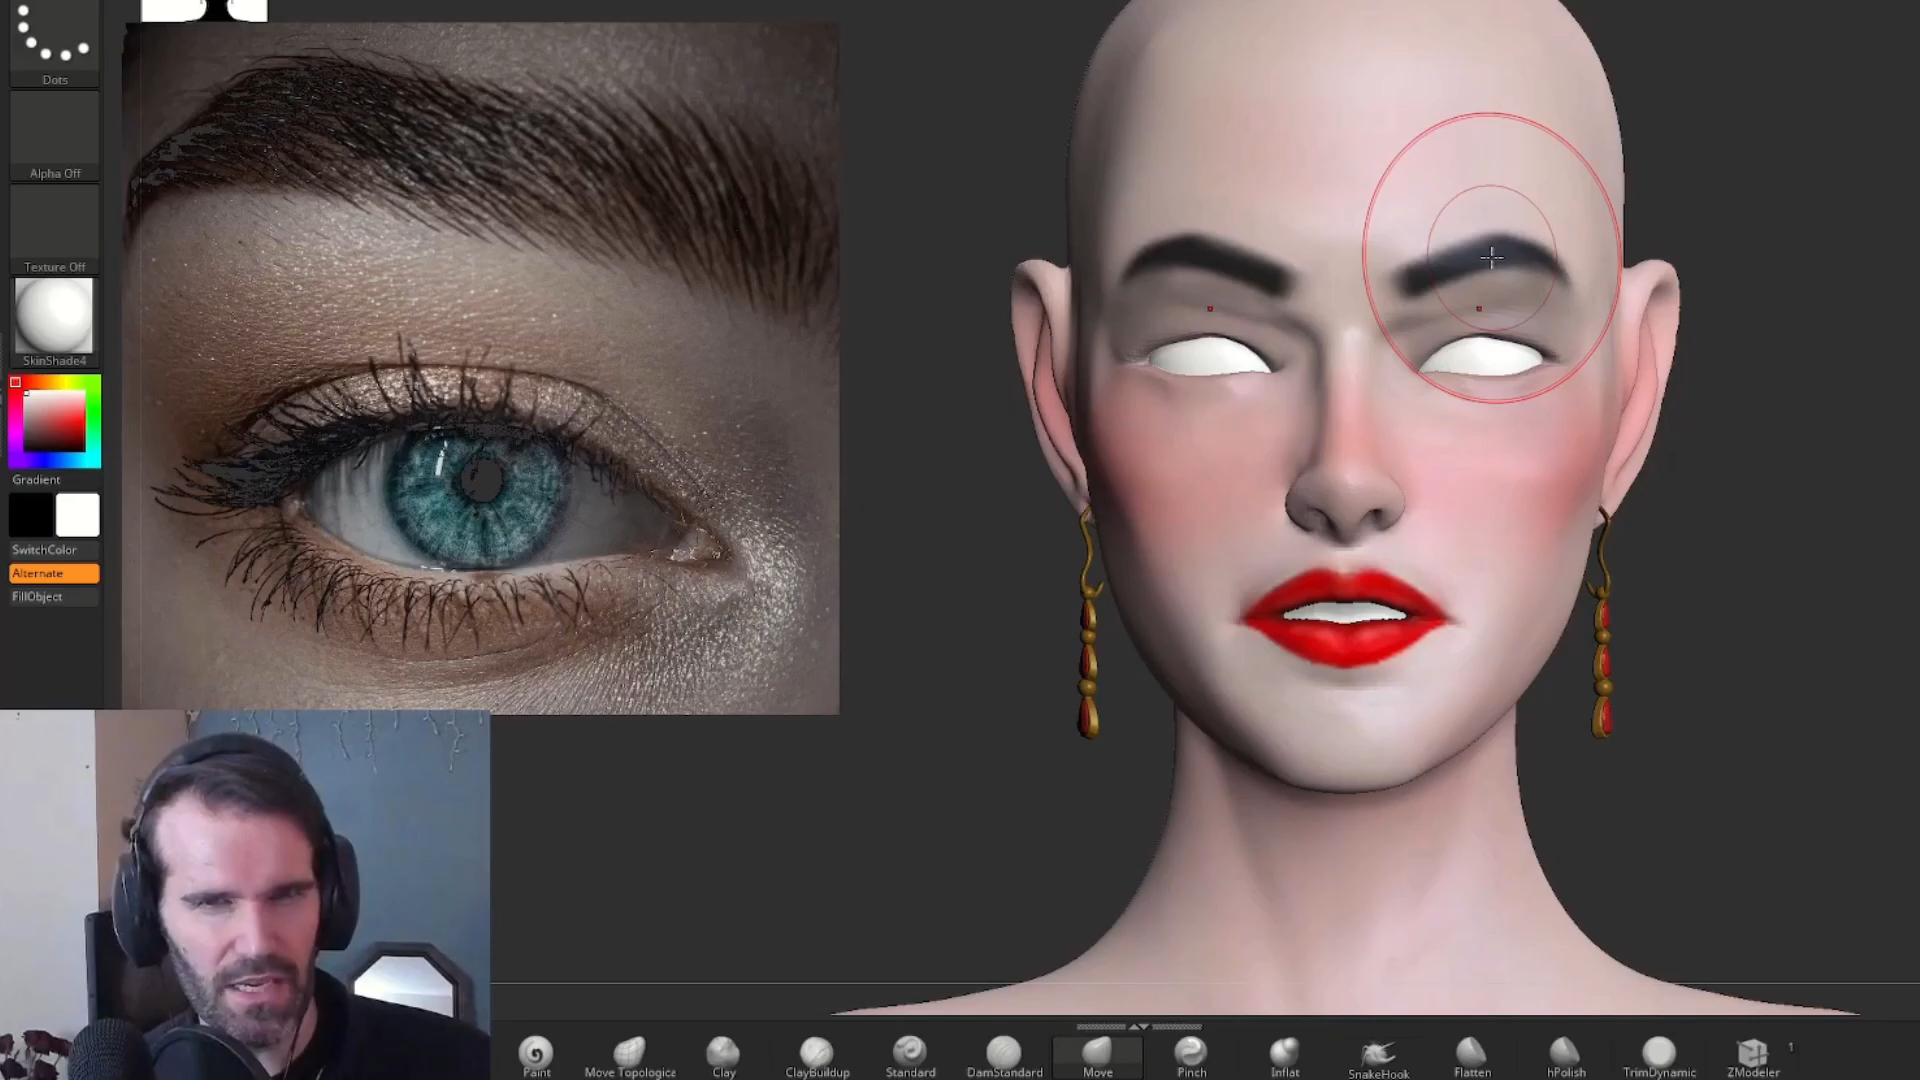 Dots
Alpha Off
Texture Off
SkinShade4
Gradient
SwitchColor
Alternate
FillObject
Paint
Move Topologica
Clay
ClayBuildup
Standard
DamStandard
Move
Pinch
Inflat
SnakeHook
Flatten
hPolish
TrimDynamic
ZModeler
1